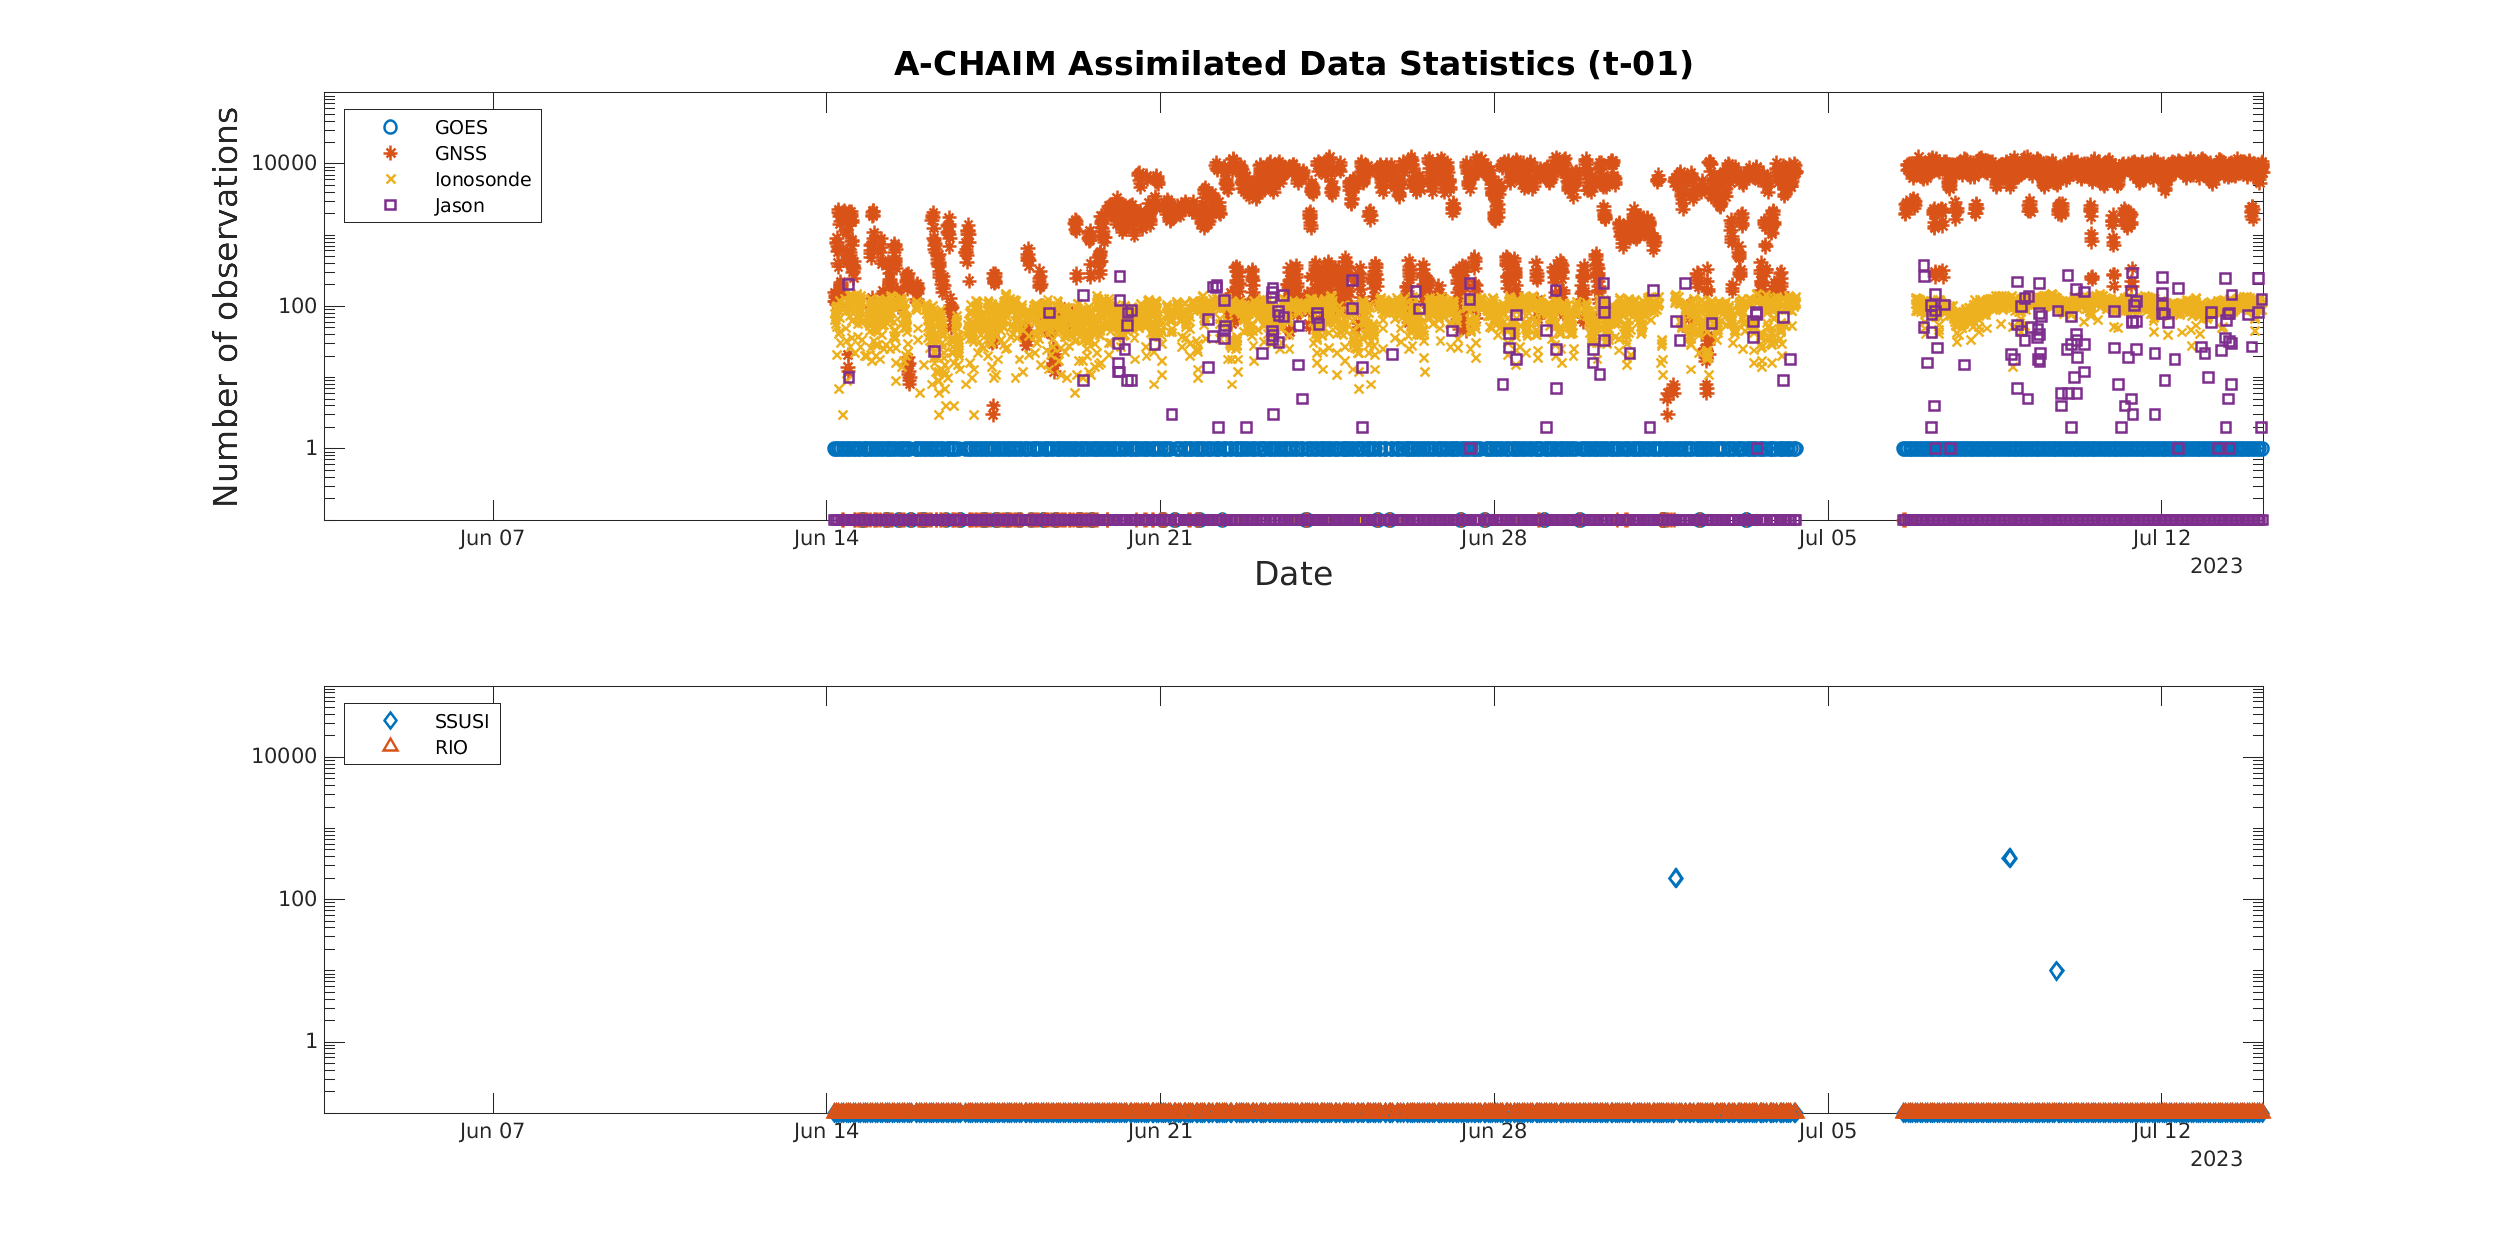 A-CHAIM Assimilated Data Statistics (t-01)
Number of observations
10000
100
1
GOES
GNSS
Ionosonde
Jason
Jun 07
Jun 14
Jun 21
Jun 28
Jul 05
Jul 12
2023
Date
10000
100
1
SSUSI
RIO
Jun 07
Jun 14
Jun 21
Jun 28
Jul 05
Jul 12
2023